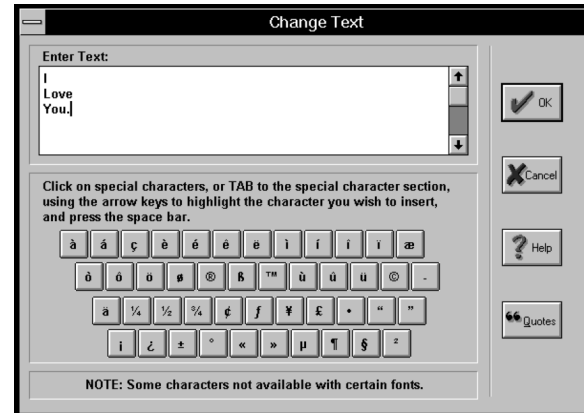 Change Text
Enter Text:
I
Love
You.
OK
Cancel
Help
Quotes
Click on special characters, or TAB to the special character section,
using the arrow keys to highlight the character you wish to insert,
and press the space bar.
à á ç è é ê ë ì í î ï æ
ò ô ö ø ® ß ™ ù û ü © -
ä ¼ ½ ¾ ¢ ƒ ¥ £ • “ ”
¡ ¿ ± ° « » µ ¶ § ²
NOTE: Some characters not available with certain fonts.